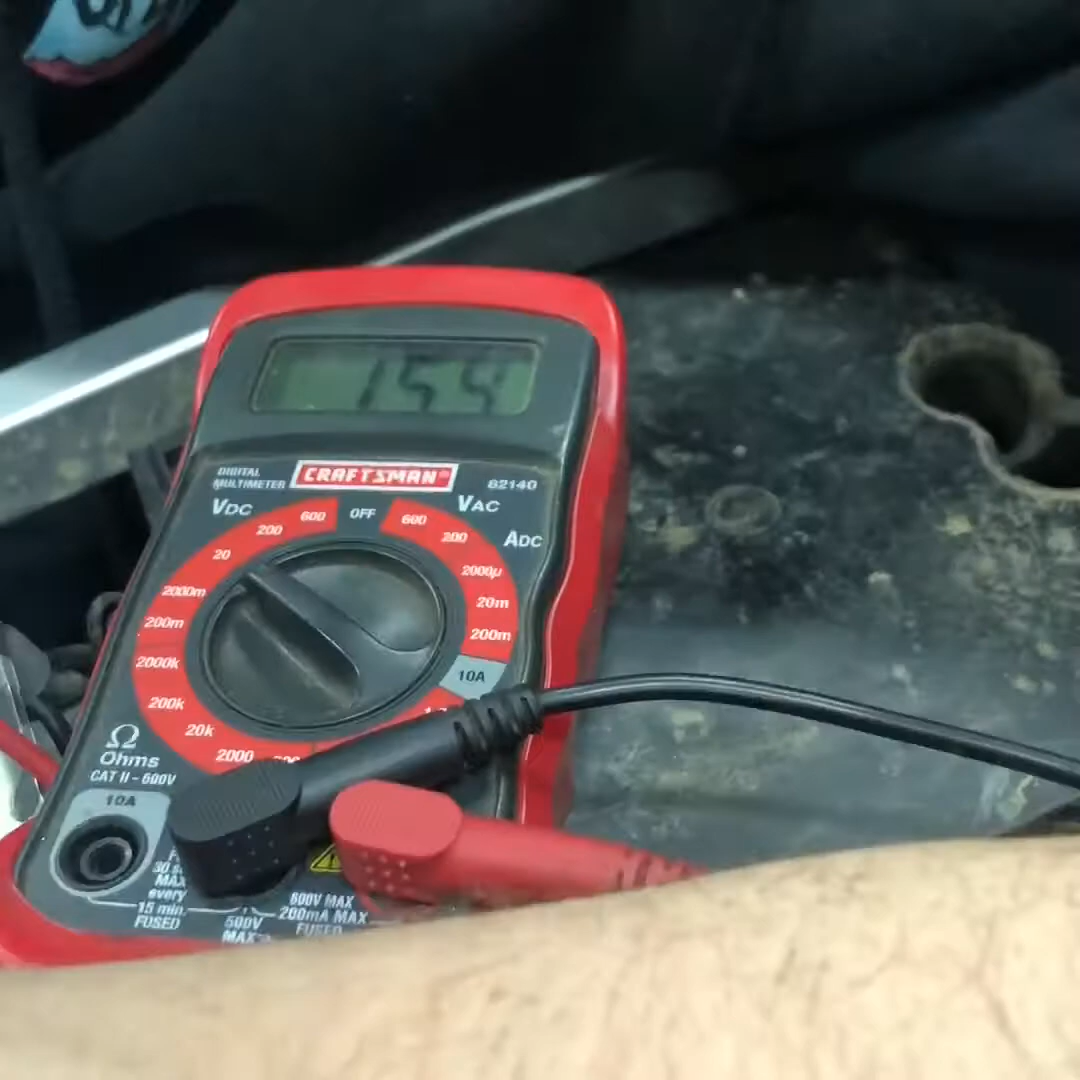 DIGITAL
MULTIMETER
CRAFTSMAN®
82140
VDC
VAC
ADC
OFF
600
200
20
2000m
200m
2000k
200k
20k
2000
600
200
2000µ
20m
200m
10A
Ω
Ohms
CAT II - 600V
10A
MAX
every
15 min.
FUSED
500V
MAX
600V MAX
200mA MAX
FUSED